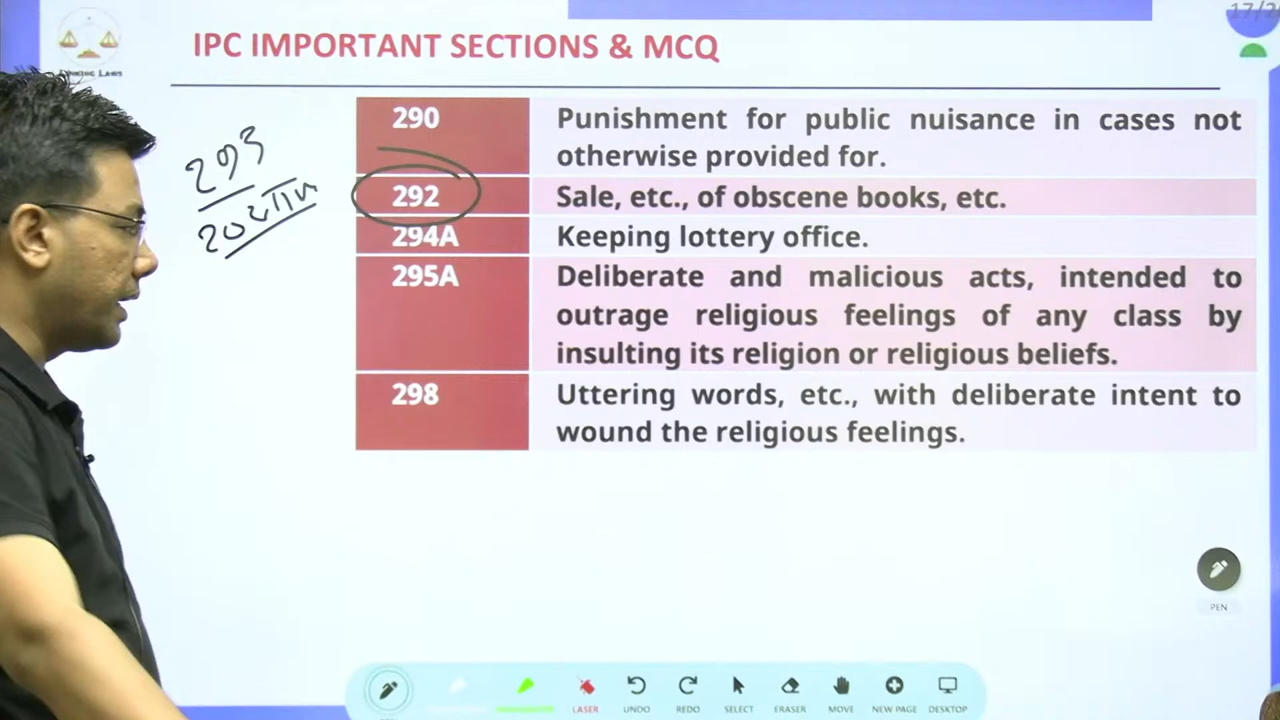 17/2
IPC IMPORTANT SECTIONS & MCQ
290 Punishment for public nuisance in cases not
otherwise provided for.
293
292 Sale, etc., of obscene books, etc.
294A Keeping lottery office.
295A Deliberate and malicious acts, intended to
outrage religious feelings of any class by
insulting its religion or religious beliefs.
298 Uttering words, etc., with deliberate intent to
wound the religious feelings.
PEN
LASER UNDO REDO SELECT ERASER MOVE NEW PAGE DESKTOP